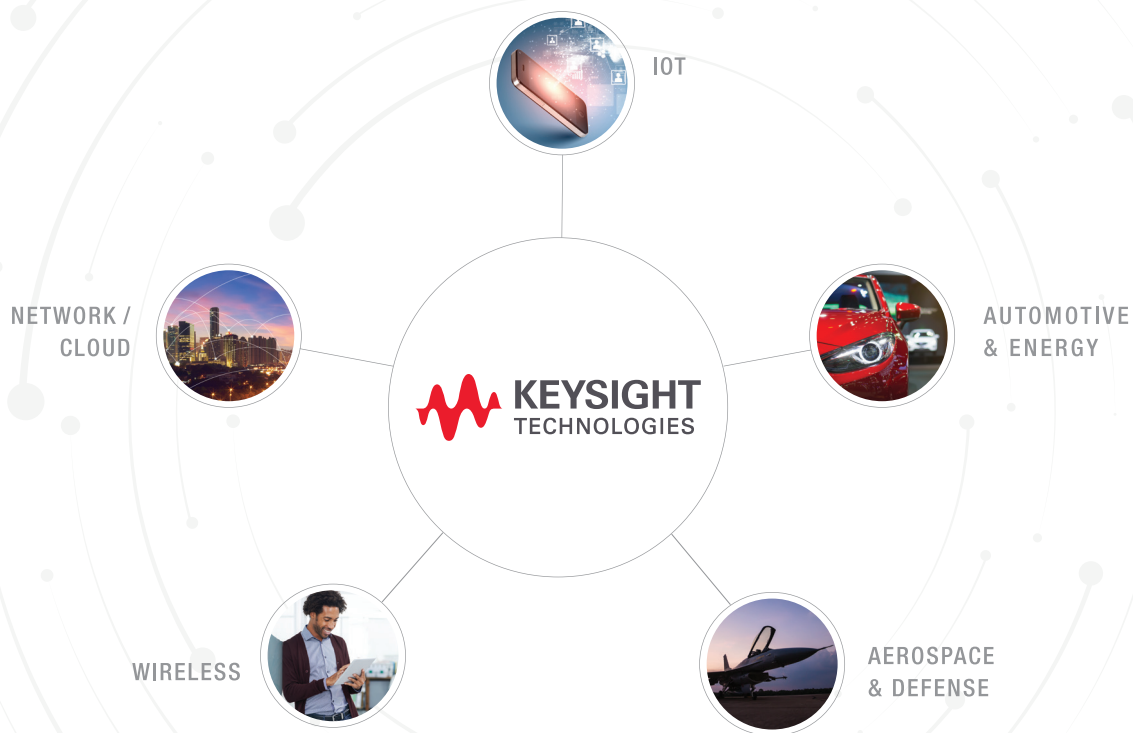 IOT
NETWORK /
CLOUD
AUTOMOTIVE
& ENERGY
KEYSIGHT
TECHNOLOGIES
WIRELESS
AEROSPACE
& DEFENSE